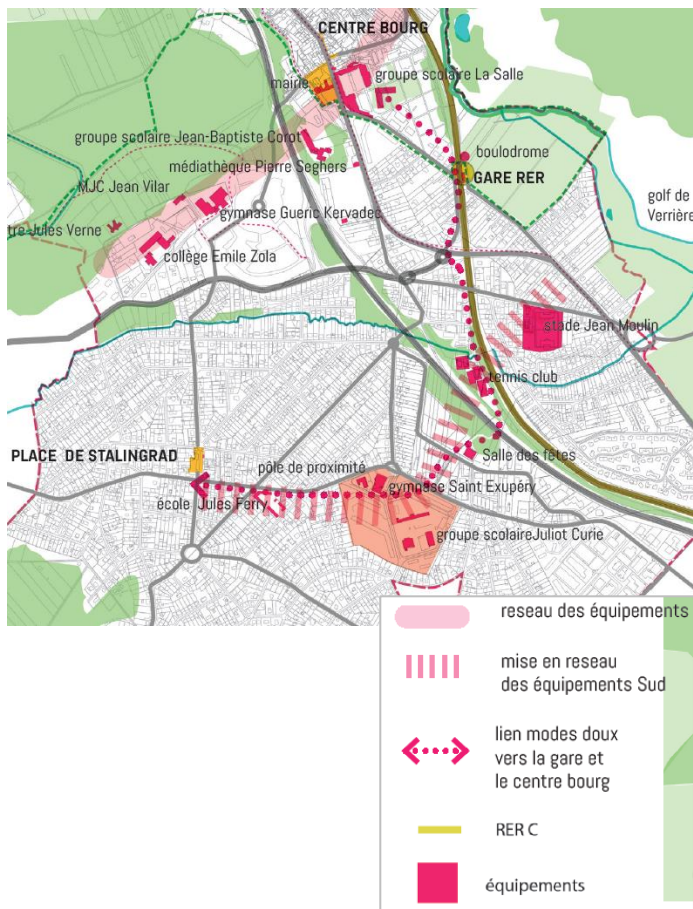 CENTRE BOURG
groupe scolaire La Salle
mairie
groupe scolaire Jean-Baptiste Corot
boulodrome
médiathèque Pierre Seghers
GARE RER
MJC Jean Vilar
golf de
Verrière
gymnase Gueric Kervadec
tre Jules Verne
collège Emile Zola
stade Jean Moulin
tennis club
PLACE DE STALINGRAD
Salle des fêtes
pôle de proximité
gymnase Saint Exupéry
école Jules Ferry
groupe scolaireJuliot Curie
reseau des équipements
mise en reseau
des équipements Sud
lien modes doux
vers la gare et
le centre bourg
RER C
équipements